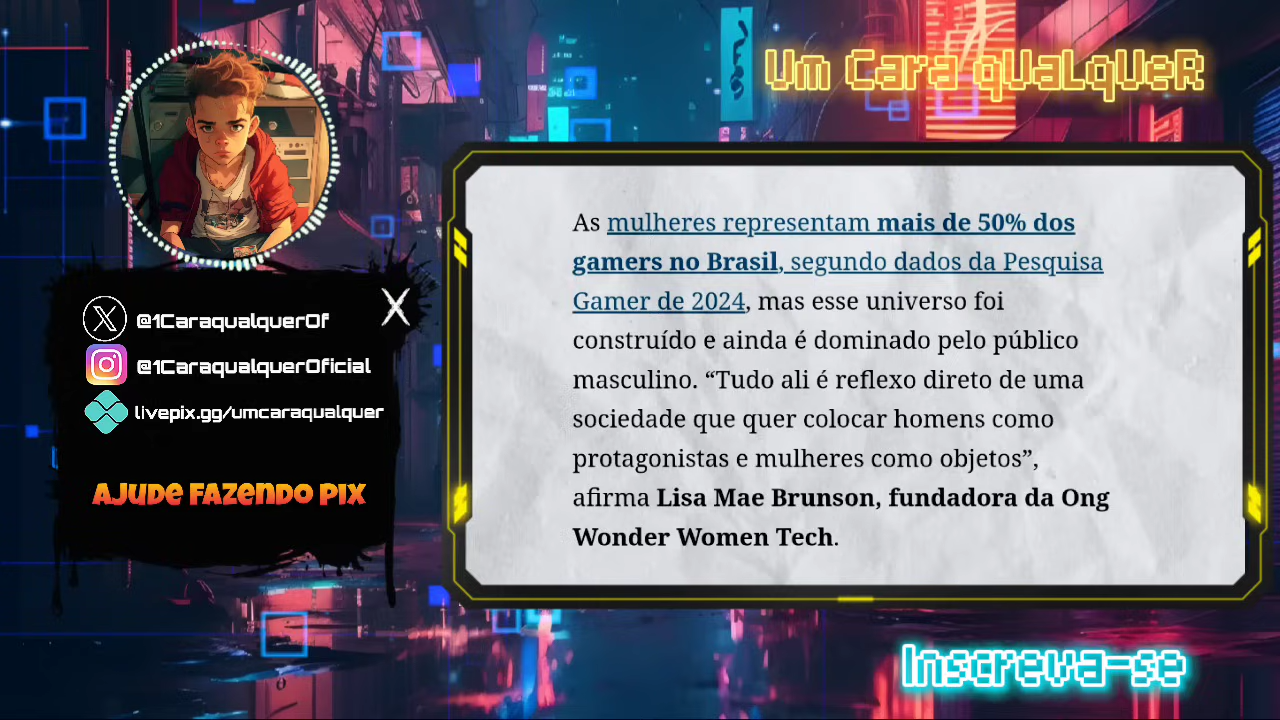 Um Cara qUaLqUeR
@1CaraqualquerOf
@1CaraqualquerOficial
livepix.gg/umcaraqualquer
Ajude Fazendo Pix
As mulheres representam mais de 50% dos
gamers no Brasil, segundo dados da Pesquisa
Gamer de 2024, mas esse universo foi
construído e ainda é dominado pelo público
masculino. “Tudo ali é reflexo direto de uma
sociedade que quer colocar homens como
protagonistas e mulheres como objetos”,
afirma Lisa Mae Brunson, fundadora da Ong
Wonder Women Tech.
Inscreva-se